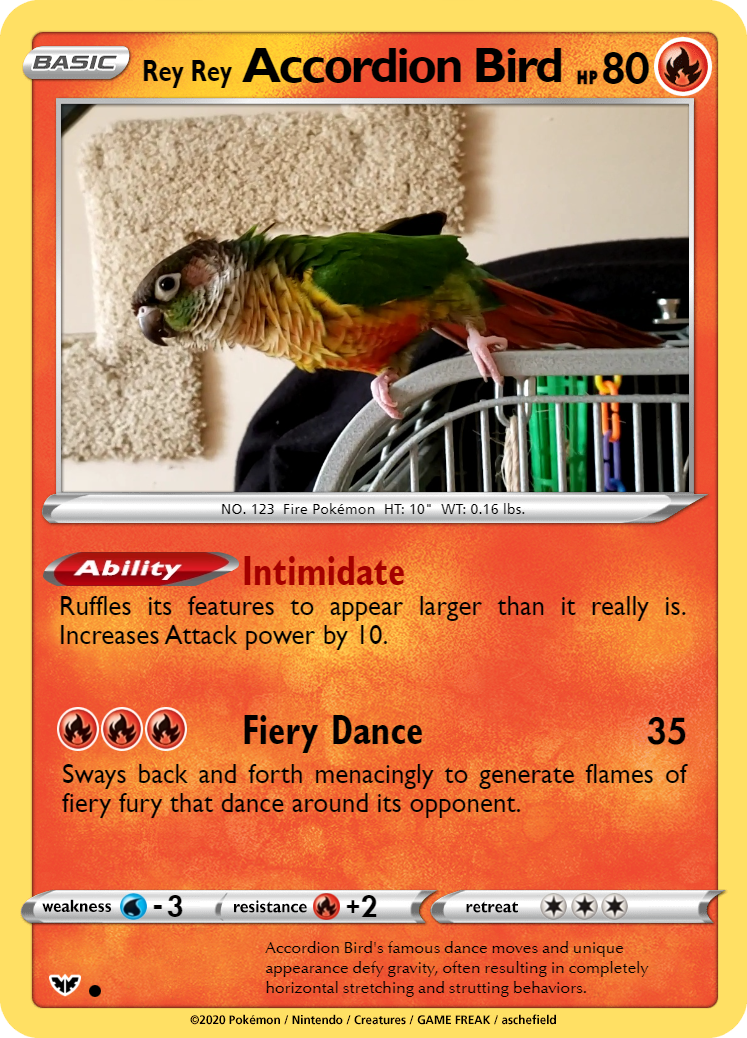 BASIC Rey Rey Accordion Bird HP 80
NO. 123 Fire Pokémon HT: 10" WT: 0.16 lbs.
Ability Intimidate
Ruffles its features to appear larger than it really is.
Increases Attack power by 10.
Fiery Dance 35
Sways back and forth menacingly to generate flames of
fiery fury that dance around its opponent.
weakness - 3 resistance +2 retreat
Accordion Bird's famous dance moves and unique
appearance defy gravity, often resulting in completely
horizontal stretching and strutting behaviors.
©2020 Pokémon / Nintendo / Creatures / GAME FREAK / aschefield